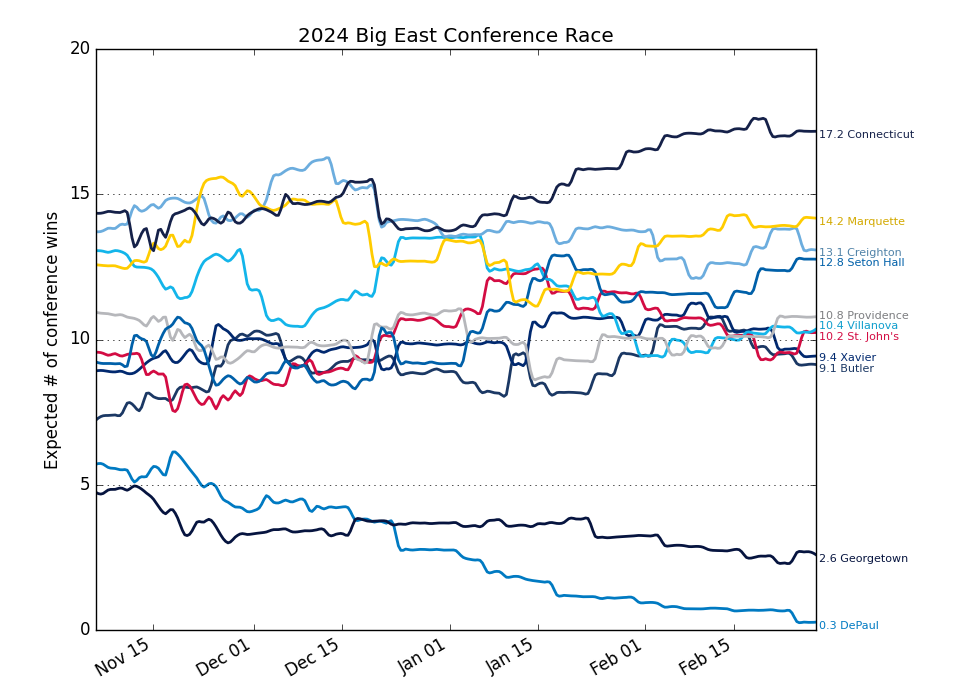 2024 Big East Conference Race
Expected # of conference wins
20
15
10
5
0
17.2 Connecticut
14.2 Marquette
13.1 Creighton
12.8 Seton Hall
10.8 Providence
10.4 Villanova
10.2 St. John's
9.4 Xavier
9.1 Butler
2.6 Georgetown
0.3 DePaul
Nov 15
Dec 01
Dec 15
Jan 01
Jan 15
Feb 01
Feb 15